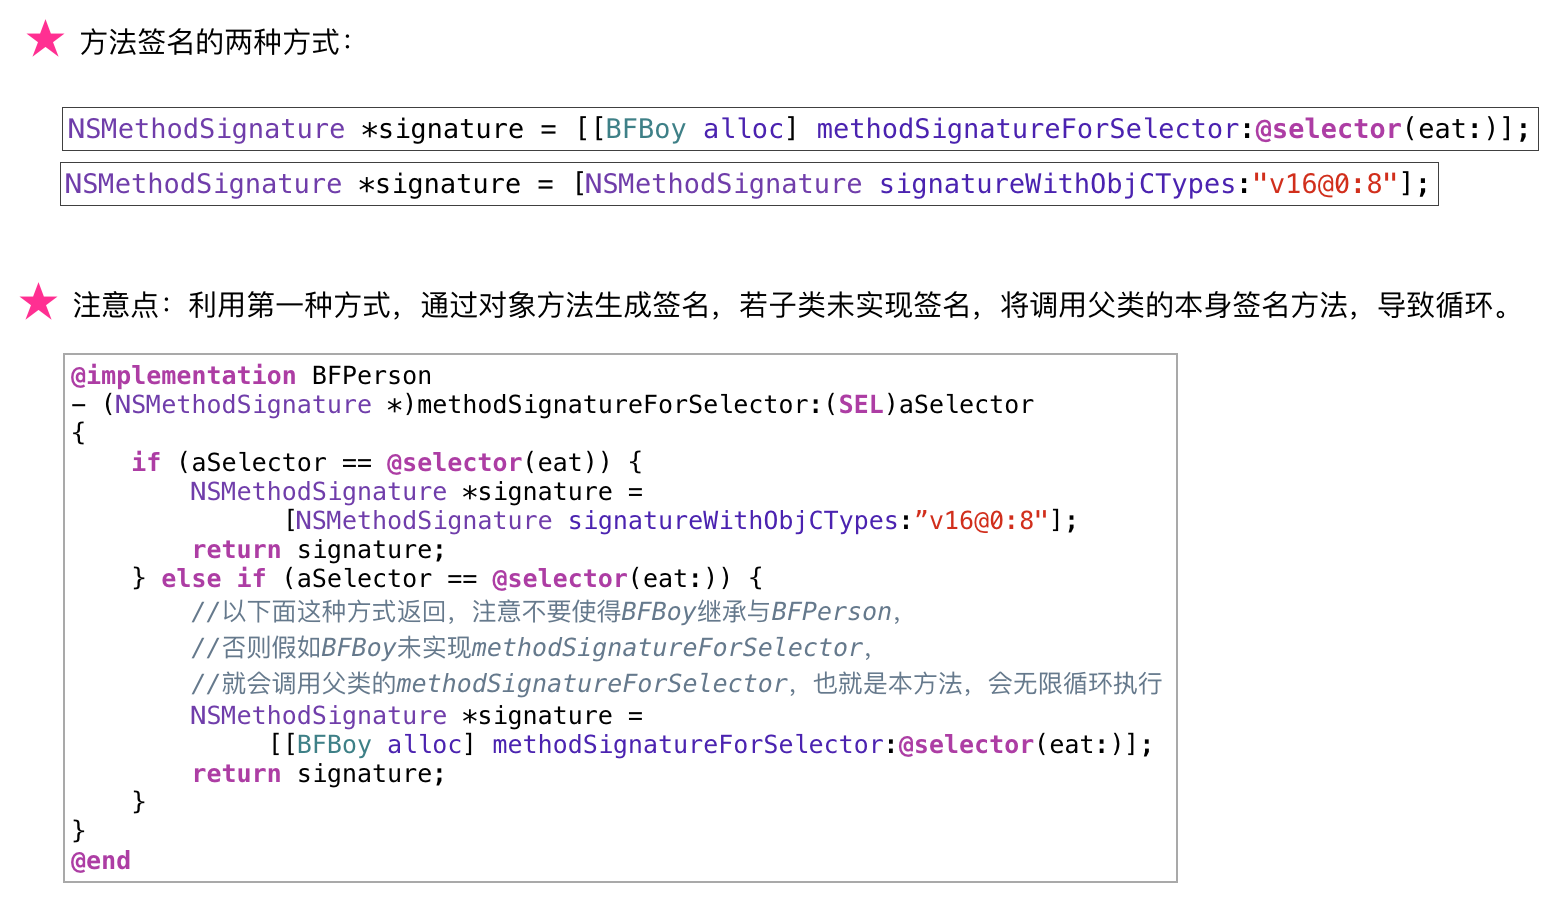 ★ 方法签名的两种方式：
NSMethodSignature *signature = [[BFBoy alloc] methodSignatureForSelector:@selector(eat:)];
NSMethodSignature *signature = [NSMethodSignature signatureWithObjCTypes:"v16@0:8"];
★ 注意点：利用第一种方式，通过对象方法生成签名，若子类未实现签名，将调用父类的本身签名方法，导致循环。
@implementation BFPerson
- (NSMethodSignature *)methodSignatureForSelector:(SEL)aSelector
{
    if (aSelector == @selector(eat)) {
        NSMethodSignature *signature =
              [NSMethodSignature signatureWithObjCTypes:”v16@0:8"];
        return signature;
    } else if (aSelector == @selector(eat:)) {
        //以下面这种方式返回，注意不要使得BFBoy继承与BFPerson，
        //否则假如BFBoy未实现methodSignatureForSelector，
        //就会调用父类的methodSignatureForSelector，也就是本方法，会无限循环执行
        NSMethodSignature *signature =
             [[BFBoy alloc] methodSignatureForSelector:@selector(eat:)];
        return signature;
    }
}
@end